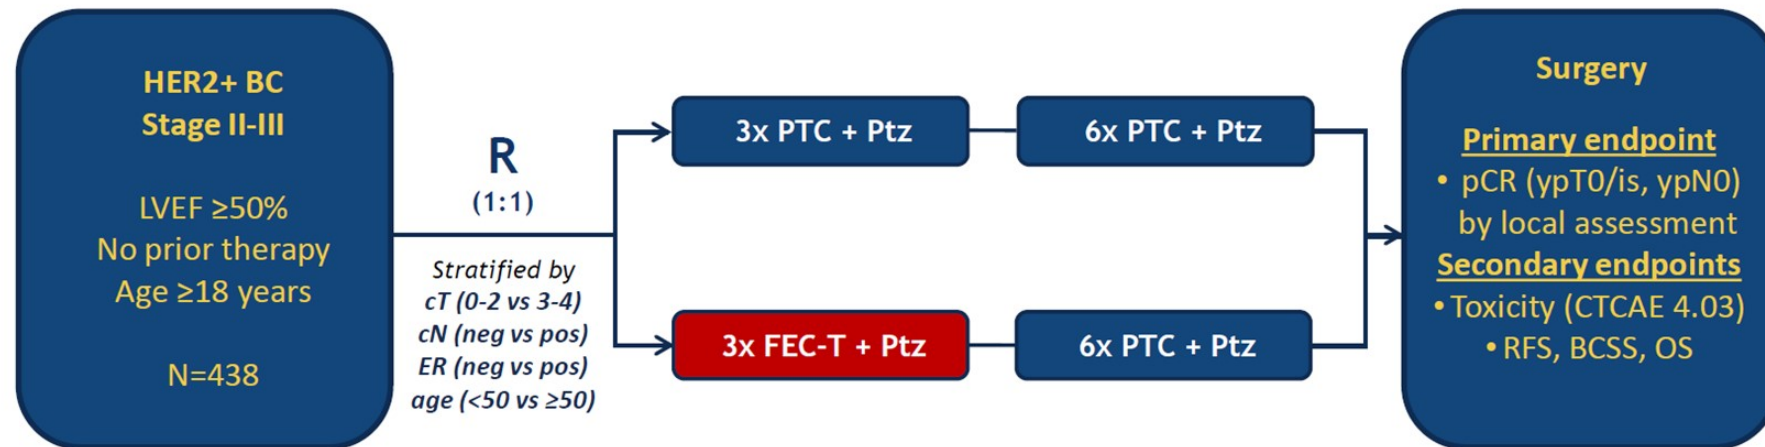 HER2+ BC
Stage II-III
LVEF ≥50%
No prior therapy
Age ≥18 years
N=438
R
(1:1)
Stratified by
cT (0-2 vs 3-4)
cN (neg vs pos)
ER (neg vs pos)
age (<50 vs ≥50)
3x PTC + Ptz
6x PTC + Ptz
3x FEC-T + Ptz
6x PTC + Ptz
Surgery
Primary endpoint
• pCR (ypT0/is, ypN0)
by local assessment
Secondary endpoints
• Toxicity (CTCAE 4.03)
• RFS, BCSS, OS